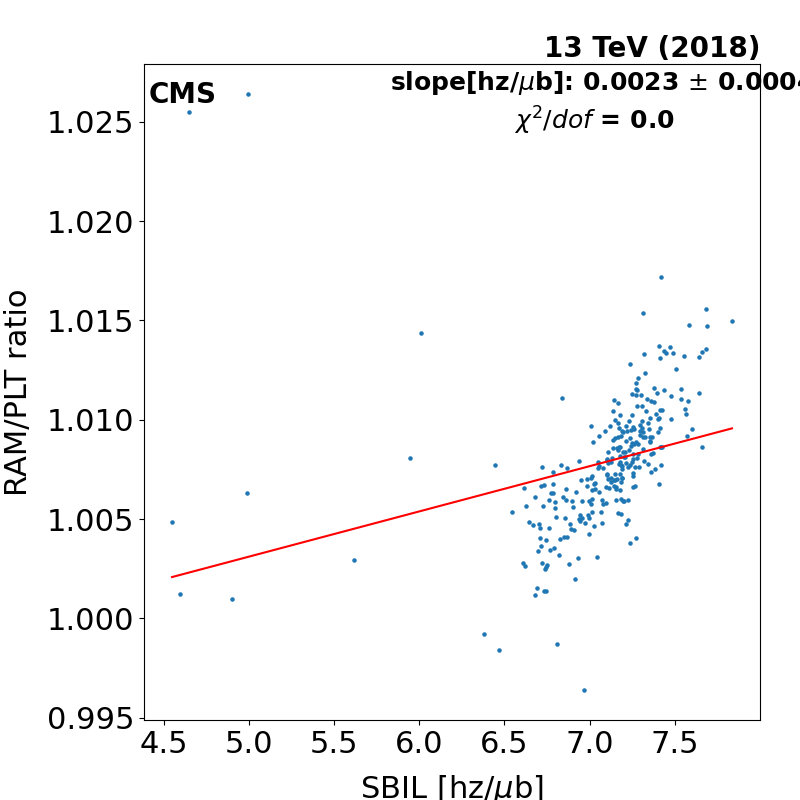 13 TeV (2018)
CMS
slope[hz/μb]: 0.0023 ± 0.0004
χ²/dof = 0.0
1.025
1.020
1.015
1.010
1.005
1.000
0.995
RAM/PLT ratio
4.5 5.0 5.5 6.0 6.5 7.0 7.5
SBIL [hz/μb]